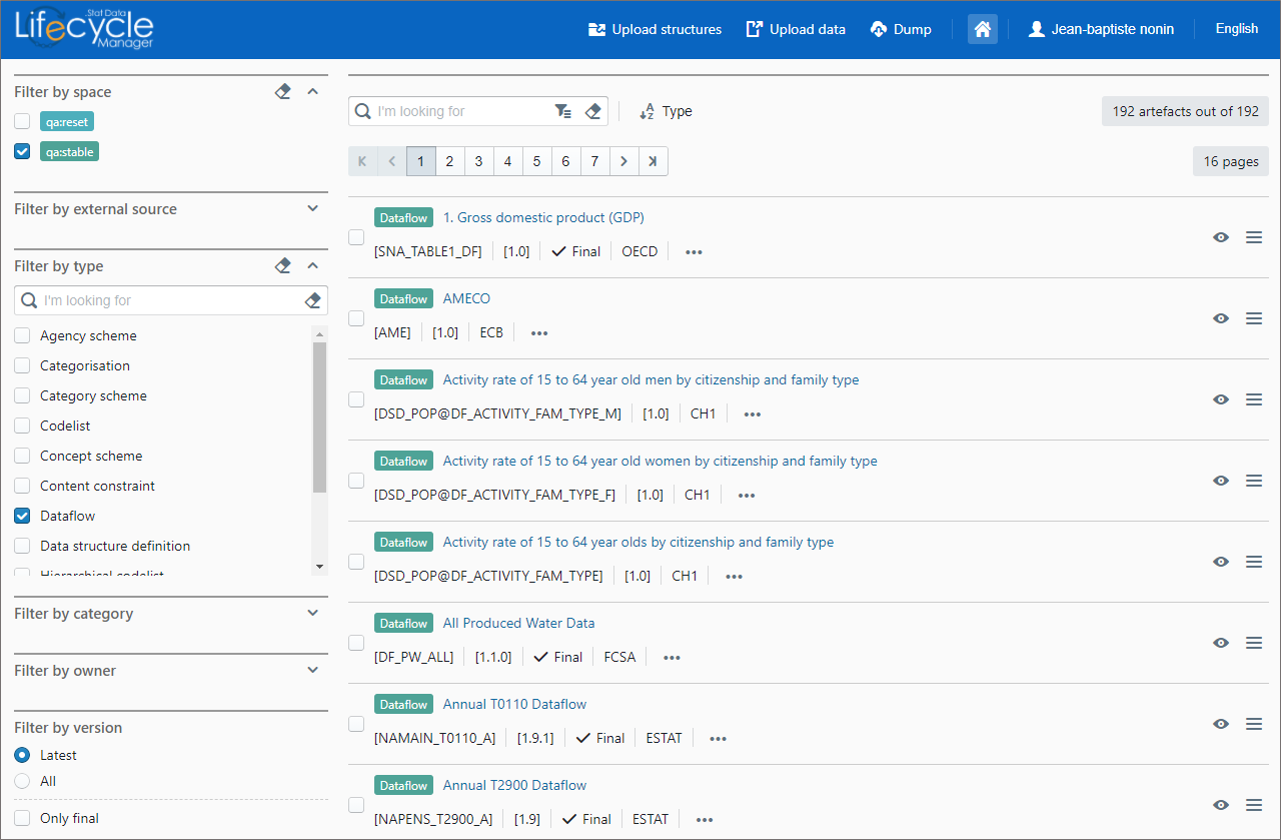 .Stat Data
Lifecycle
Manager
Upload structures
Upload data
Dump
Jean-baptiste nonin
English
Filter by space
qa:reset
qa:stable
Filter by external source
Filter by type
I'm looking for
Agency scheme
Categorisation
Category scheme
Codelist
Concept scheme
Content constraint
Dataflow
Data structure definition
Hierarchical codelist
Filter by category
Filter by owner
Filter by version
Latest
All
Only final
I'm looking for
Type
192 artefacts out of 192
1 2 3 4 5 6 7
16 pages
Dataflow 1. Gross domestic product (GDP)
[SNA_TABLE1_DF] [1.0] Final OECD
Dataflow AMECO
[AME] [1.0] ECB
Dataflow Activity rate of 15 to 64 year old men by citizenship and family type
[DSD_POP@DF_ACTIVITY_FAM_TYPE_M] [1.0] CH1
Dataflow Activity rate of 15 to 64 year old women by citizenship and family type
[DSD_POP@DF_ACTIVITY_FAM_TYPE_F] [1.0] CH1
Dataflow Activity rate of 15 to 64 year olds by citizenship and family type
[DSD_POP@DF_ACTIVITY_FAM_TYPE] [1.0] CH1
Dataflow All Produced Water Data
[DF_PW_ALL] [1.1.0] Final FCSA
Dataflow Annual T0110 Dataflow
[NAMAIN_T0110_A] [1.9.1] Final ESTAT
Dataflow Annual T2900 Dataflow
[NAPENS_T2900_A] [1.9] Final ESTAT